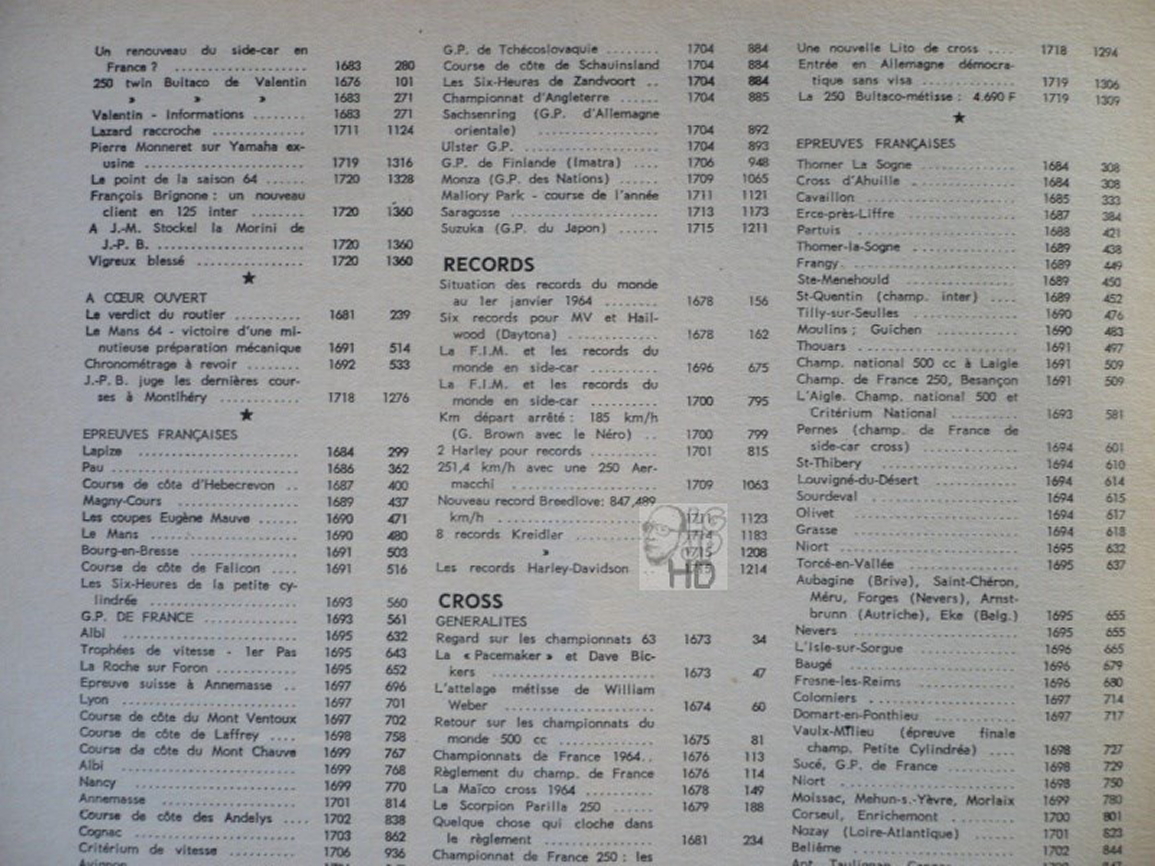 Un renouveau du side-car en
France ? ................ 1683 280
250 twin Bultaco de Valentin 1676 101
» » » 1683 271
Valentin - Informations ....... 1683 271
Lazard raccroche ............. 1711 1124
Pierre Monneret sur Yamaha ex-
usine .................... 1719 1316
Le point de la saison 64 ...... 1720 1328
François Brignone : un nouveau
client en 125 inter ........ 1720 1360
A J.-M. Stockel la Morini de
J.-P. B. .................. 1720 1360
Vigreux blessé ............... 1720 1360
★
A CŒUR OUVERT
Le verdict du routier .......... 1681 239
Le Mans 64 - victoire d'une mi-
nutieuse préparation mécanique 1691 514
Chronométrage à revoir ....... 1692 533
J.-P. B. juge les dernières cour-
ses à Montlhéry .......... 1718 1276
★
EPREUVES FRANÇAISES
Lapize ...................... 1684 299
Pau ......................... 1686 362
Course de côte d'Hebecrevon .. 1687 400
Magny-Cours ................. 1689 437
Les coupes Eugène Mauve ..... 1690 471
Le Mans ..................... 1690 480
Bourg-en-Bresse .............. 1691 503
Course de côte de Falicon .... 1691 516
Les Six-Heures de la petite cy-
lindrée ................... 1693 560
G.P. DE FRANCE ............. 1693 561
Albi ........................ 1695 632
Trophées de vitesse - 1er Pas 1695 643
La Roche sur Foron ........... 1695 652
Epreuve suisse à Annemasse .. 1697 696
Lyon ........................ 1697 701
Course de côte du Mont Ventoux 1697 702
Course de côte de Laffrey .... 1698 758
Course de côte du Mont Chauve 1699 767
Albi ........................ 1699 768
Nancy ....................... 1699 770
Annemasse ................... 1701 814
Course de côte des Andelys ... 1702 838
Cognac ...................... 1703 862
Critérium de vitesse .......... 1706 936
G.P. de Tchécoslovaquie ........ 1704 884
Course de côte de Schauinsland 1704 884
Les Six-Heures de Zandvoort .. 1704 884
Championnat d'Angleterre ...... 1704 885
Sachsenring (G.P. d'Allemagne
orientale) ................ 1704 892
Ulster G.P. .................. 1704 893
G.P. de Finlande (Imatra) ..... 1706 948
Monza (G.P. des Nations) ...... 1709 1065
Mallory Park - course de l'année 1711 1121
Saragosse .................... 1713 1173
Suzuka (G.P. du Japon) ....... 1715 1211
RECORDS
Situation des records du monde
au 1er janvier 1964 ........ 1678 156
Six records pour MV et Hail-
wood (Daytona) ........... 1678 162
La F.I.M. et les records du
monde en side-car .......... 1696 675
La F.I.M. et les records du
monde en side-car .......... 1700 795
Km départ arrêté : 185 km/h
(G. Brown avec le Néro) .. 1700 799
2 Harley pour records ......... 1701 815
251,4 km/h avec une 250 Aer-
macchi .................... 1709 1063
Nouveau record Breedlove: 847,489
km/h .................... 1711 1123
8 records Kreidler ............ 1714 1183
» 1715 1208
Les records Harley-Davidson 1715 1214
HD
CROSS
GENERALITES
Regard sur les championnats 63 1673 34
La « Pacemaker » et Dave Bic-
kers ..................... 1673 47
L'attelage métisse de William
Weber .................... 1674 60
Retour sur les championnats du
monde 500 cc ............. 1675 81
Championnats de France 1964.. 1676 113
Règlement du champ. de France 1676 114
La Maïco cross 1964 ......... 1678 149
Le Scorpion Parilla 250 ...... 1679 188
Quelque chose qui cloche dans
le règlement .............. 1681 234
Championnat de France 250 : les
Une nouvelle Lito de cross .... 1718 1294
Entrée en Allemagne démocra-
tique sans visa ............. 1719 1306
La 250 Bultaco-métisse : 4.690 F 1719 1309
★
EPREUVES FRANÇAISES
Thomer La Sogne ............. 1684 308
Cross d'Ahuille ............... 1684 308
Cavaillon .................... 1685 333
Erce-près-Liffre ............... 1687 384
Partuis ...................... 1688 421
Thomer-la-Sogne .............. 1689 438
Frangy ...................... 1689 449
Ste-Menehould ............... 1689 450
St-Quentin (champ. inter) .... 1689 452
Tilly-sur-Seulles .............. 1690 476
Moulins ; Guichen ............ 1690 483
Thouars ..................... 1691 497
Champ. national 500 cc à Laigle 1691 509
Champ. de France 250, Besançon 1691 509
L'Aigle. Champ. national 500 et
Critérium National ......... 1693 581
Pernes (champ. de France de
side-car cross) ............. 1694 601
St-Thibery ................... 1694 610
Louvigné-du-Désert ............ 1694 614
Sourdeval .................... 1694 615
Olivet ....................... 1694 617
Grasse ...................... 1694 618
Niort ....................... 1695 632
Torcé-en-Vallée ............... 1695 637
Aubagine (Brive), Saint-Chéron,
Méru, Forges (Nevers), Arnst-
brunn (Autriche), Eke (Belg.) 1695 655
Nevers ...................... 1695 655
L'Isle-sur-Sorgue .............. 1696 665
Baugé ....................... 1696 679
Fresne-les-Reims .............. 1696 680
Colomiers .................... 1697 714
Domart-en-Ponthieu ........... 1697 717
Vaulx-Milieu (épreuve finale
champ. Petite Cylindrée) .... 1698 727
Sucé, G.P. de France ......... 1698 729
Niort ....................... 1698 750
Moissac, Mehun-s.-Yèvre, Morlaix 1699 780
Corseul, Enrichemont ......... 1700 801
Nozay (Loire-Atlantique) ...... 1701 823
Bellême ..................... 1702 844